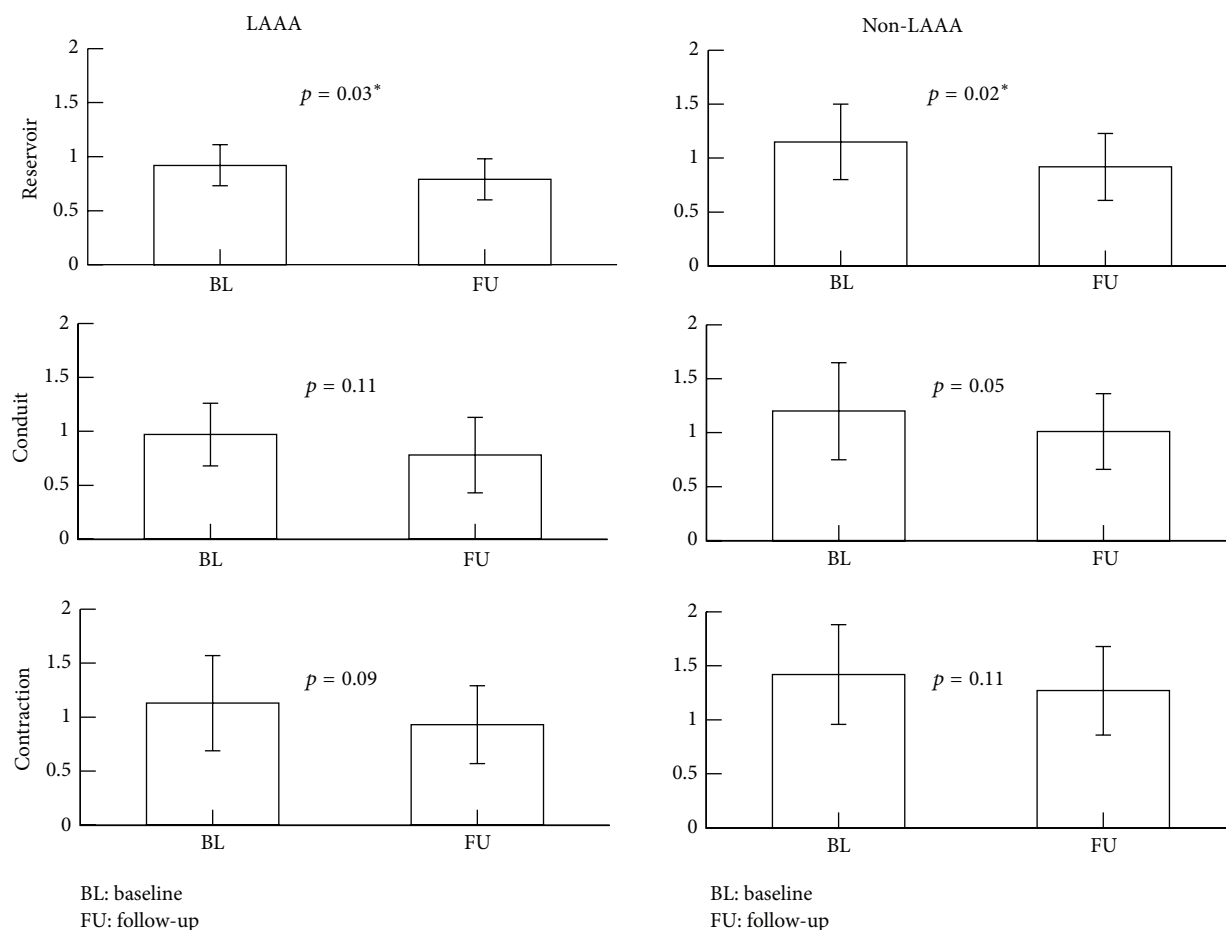 LAAA
Reservoir
2
1.5
1
0.5
0
p = 0.03*
BL
FU
Non-LAAA
2
1.5
1
0.5
0
p = 0.02*
BL
FU
Conduit
2
1.5
1
0.5
0
p = 0.11
BL
FU
2
1.5
1
0.5
0
p = 0.05
BL
FU
Contraction
2
1.5
1
0.5
0
p = 0.09
BL
FU
2
1.5
1
0.5
0
p = 0.11
BL
FU
BL: baseline
FU: follow-up
BL: baseline
FU: follow-up